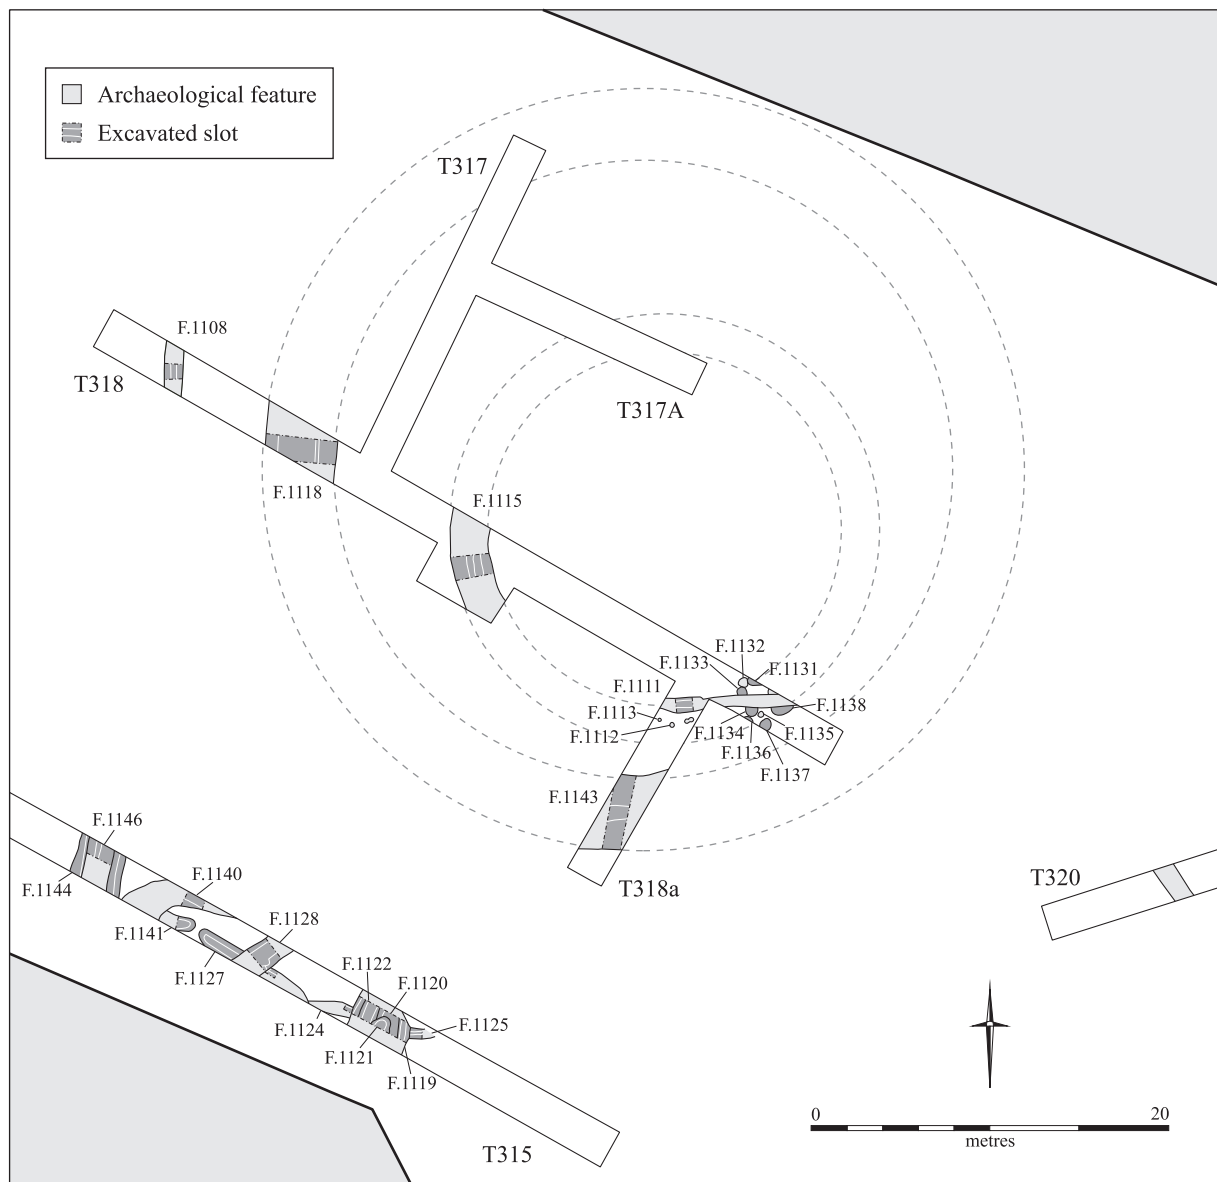 Archaeological feature
Excavated slot
T317
F.1108
T318
T317A
F.1118
F.1115
F.1132
F.1133
F.1131
F.1111
F.1138
F.1113
F.1112
F.1134
F.1135
F.1136
F.1137
F.1143
F.1146
T318a
T320
F.1144
F.1140
F.1128
F.1141
F.1127
F.1122
F.1120
F.1124
F.1125
F.1121
F.1119
T315
0 20
metres